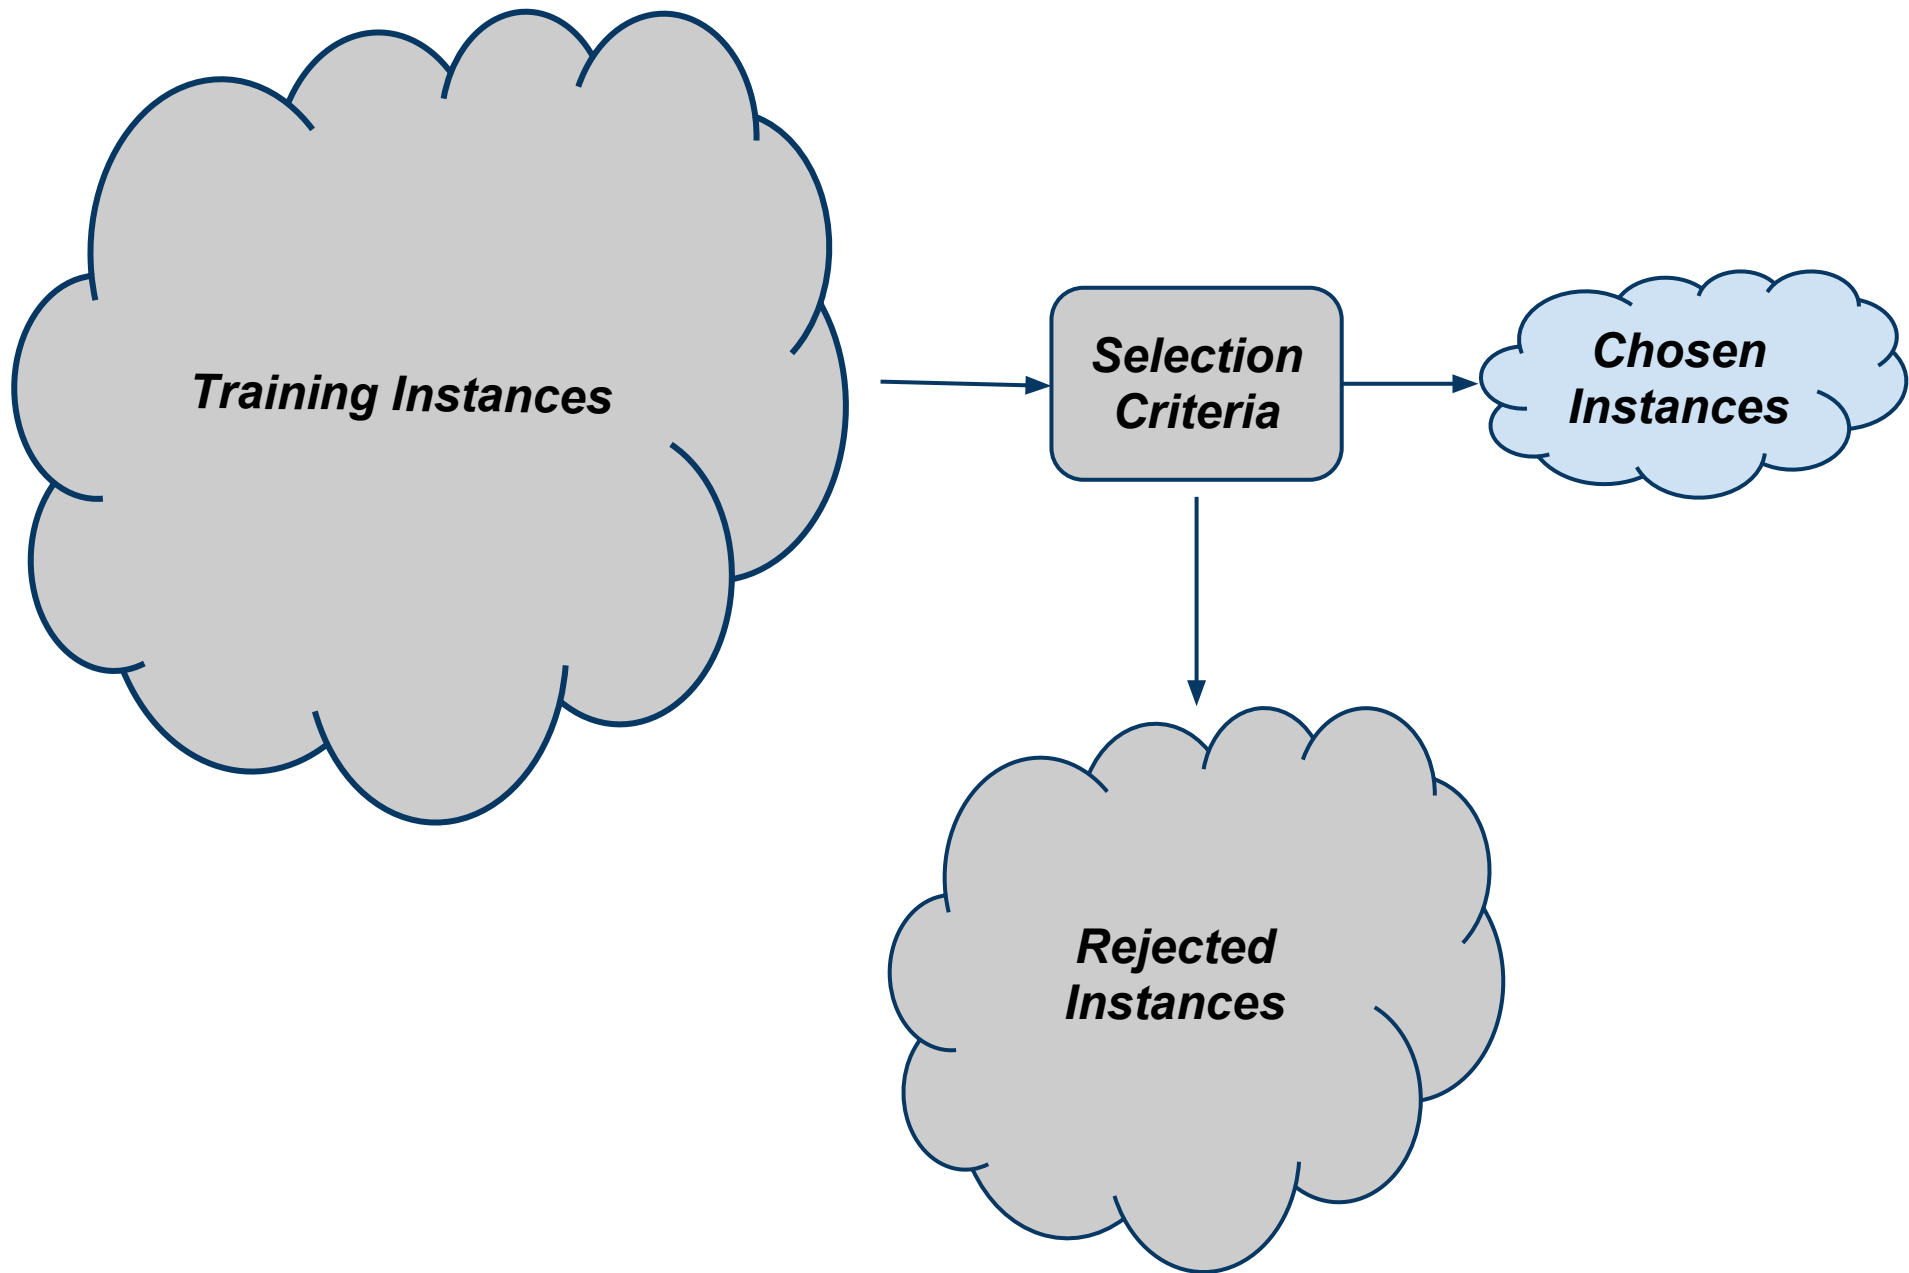 Training Instances
Selection
Criteria
Chosen
Instances
Rejected
Instances